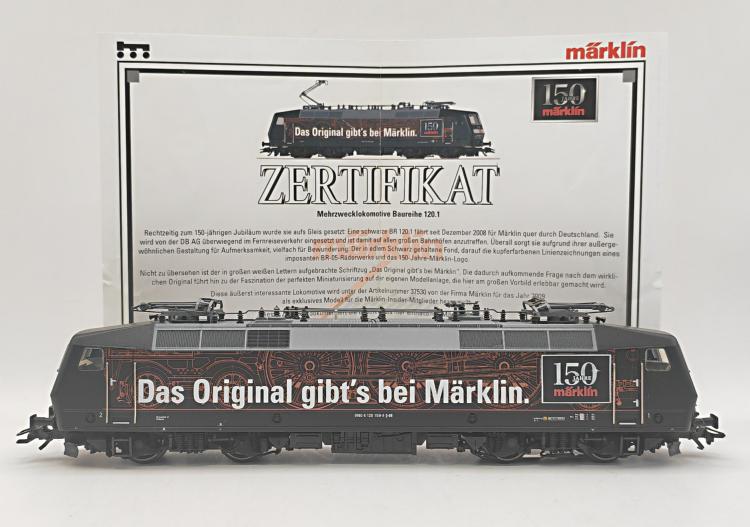 märklin
150
JAHRE
märklin
Das Original gibt's bei Märklin.
150
märklin
ZERTIFIKAT
Mehrzwecklokomotive Baureihe 120.1
Rechtzeitig zum 150-jährigen Jubiläum wurde sie aufs Gleis gesetzt: Eine schwarze BR 120.1 fährt seit Dezember 2008 für Märklin quer durch Deutschland. Sie
wird von der DB AG überwiegend im Fernreiseverkehr eingesetzt und ist damit auf allen großen Bahnhöfen anzutreffen. Überall sorgt sie aufgrund ihrer außerge-
wöhnlichen Gestaltung für Aufmerksamkeit, vielfach für Bewunderung. Der in edlem Schwarz gehaltene Fond, darauf die kupferfarbenen Linienzeichnungen eines
imposanten BR-05-Räderwerks und das 150-Jahre-Märklin-Logo.
Nicht zu übersehen ist der in großen weißen Lettern aufgebrachte Schriftzug „Das Original gibt's bei Märklin“. Die dadurch aufkommende Frage nach dem wirkli-
chen Original führt hin zu der Faszination der perfekten Miniaturisierung auf der eigenen Modellanlage, die hier am großen Vorbild erlebbar gemacht wird.
Diese äußerst interessante Lokomotive wird unter der Artikelnummer 37530 von der Firma Märklin für das Jahr 2009
als exklusives Modell für die Märklin-Insider-Mitglieder
Das Original gibt's bei Märklin.
150
JAHRE
märklin
2